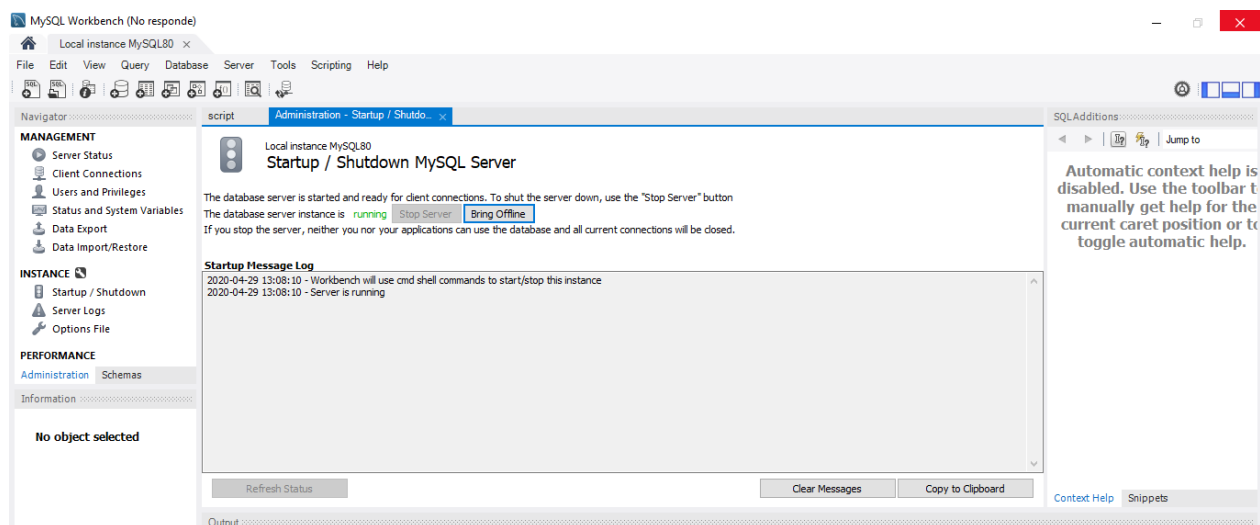 MySQL Workbench (No responde)
Local instance MySQL80
File Edit View Query Database Server Tools Scripting Help
Navigator
MANAGEMENT
Server Status
Client Connections
Users and Privileges
Status and System Variables
Data Export
Data Import/Restore
INSTANCE
Startup / Shutdown
Server Logs
Options File
PERFORMANCE
Administration Schemas
Information
No object selected
script Administration - Startup / Shutdo...
Local instance MySQL80
Startup / Shutdown MySQL Server
The database server is started and ready for client connections. To shut the server down, use the "Stop Server" button
The database server instance is running Stop Server Bring Offline
If you stop the server, neither you nor your applications can use the database and all current connections will be closed.
Startup Message Log
2020-04-29 13:08:10 - Workbench will use cmd shell commands to start/stop this instance
2020-04-29 13:08:10 - Server is running
Refresh Status Clear Messages Copy to Clipboard
Output
SQLAdditions
Jump to
Automatic context help is
disabled. Use the toolbar t
manually get help for the
current caret position or to
toggle automatic help.
Context Help Snippets